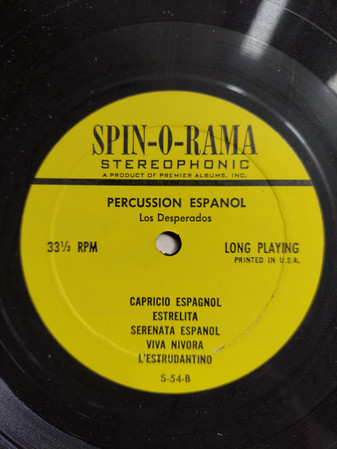 SPIN-O-RAMA
STEREOPHONIC
A PRODUCT OF PREMIER ALBUMS, INC.
PERCUSSION ESPANOL
Los Desperados
33⅓ RPM
LONG PLAYING
PRINTED IN U.S.A.
CAPRICIO ESPAGNOL
ESTRELITA
SERENATA ESPANOL
VIVA NIVORA
L'ESTRUDANTINO
S-54-B